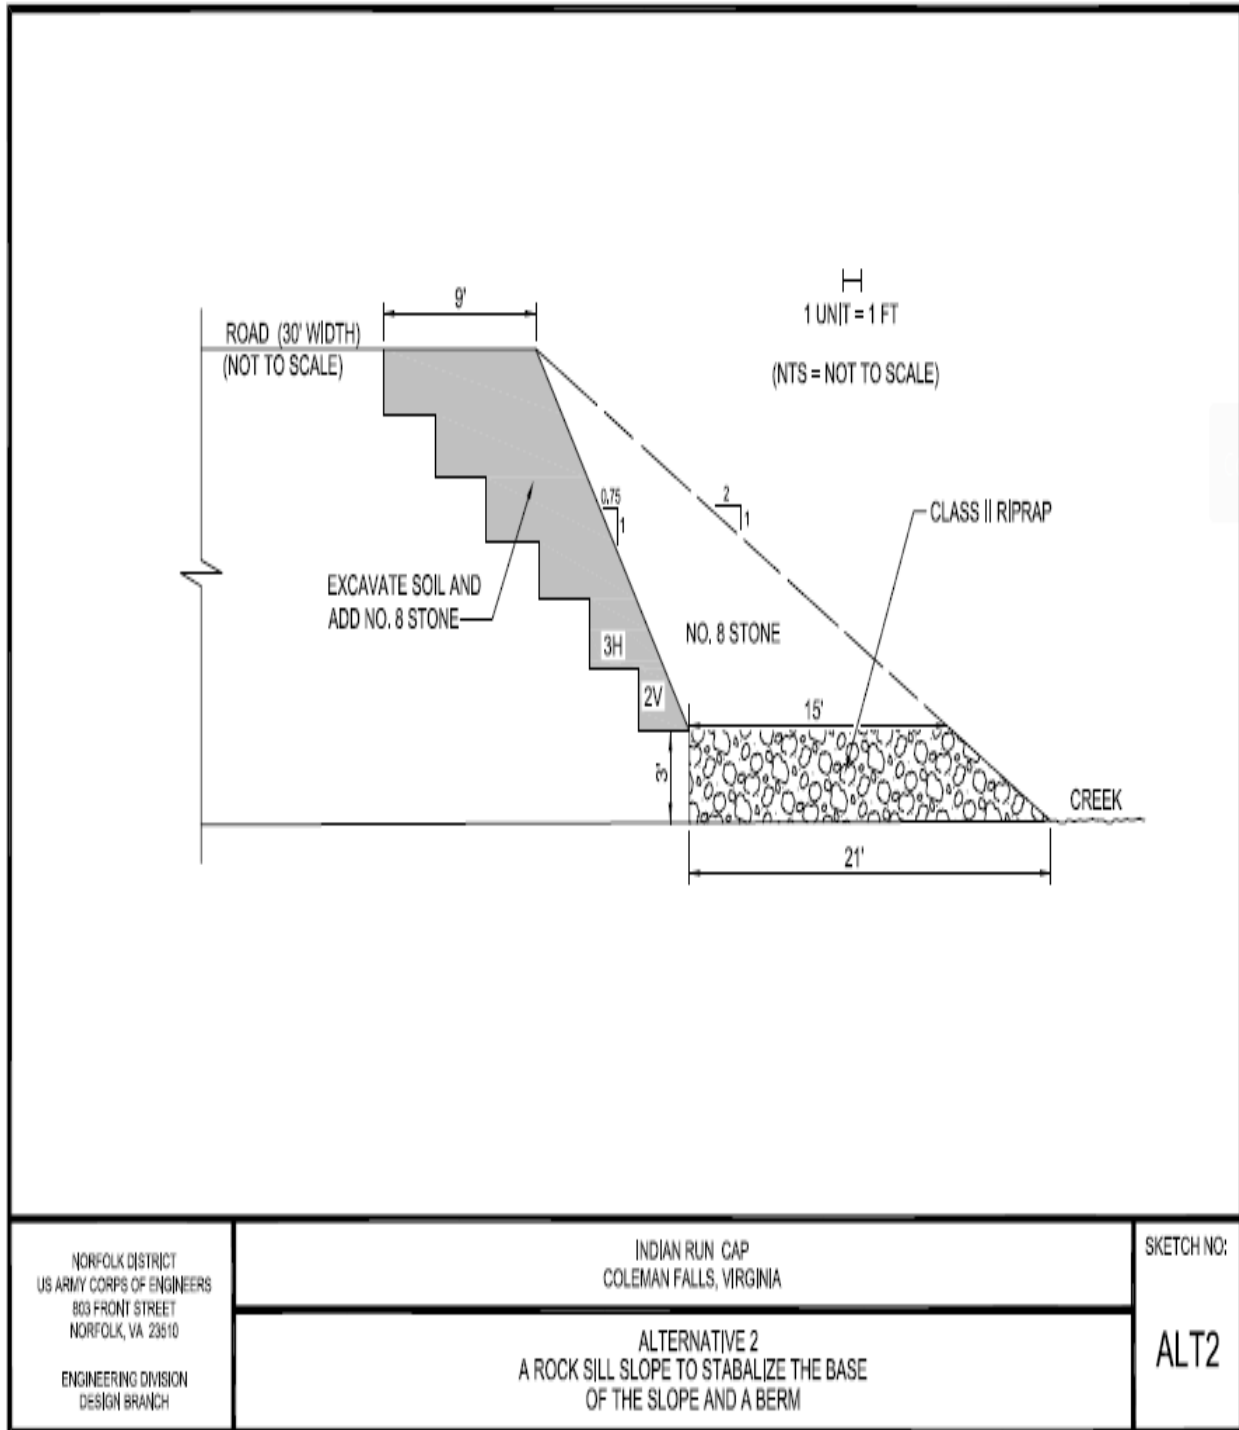 9'
1 UNIT = 1 FT
ROAD (30' WIDTH)
(NOT TO SCALE)
(NTS = NOT TO SCALE)
0.75
1
2
1
CLASS II RIPRAP
EXCAVATE SOIL AND
ADD NO. 8 STONE
NO. 8 STONE
3H
2V
15'
3'
CREEK
21'
NORFOLK DISTRICT
US ARMY CORPS OF ENGINEERS
803 FRONT STREET
NORFOLK, VA 23510
ENGINEERING DIVISION
DESIGN BRANCH
INDIAN RUN CAP
COLEMAN FALLS, VIRGINIA
ALTERNATIVE 2
A ROCK SILL SLOPE TO STABALIZE THE BASE
OF THE SLOPE AND A BERM
SKETCH NO:
ALT2